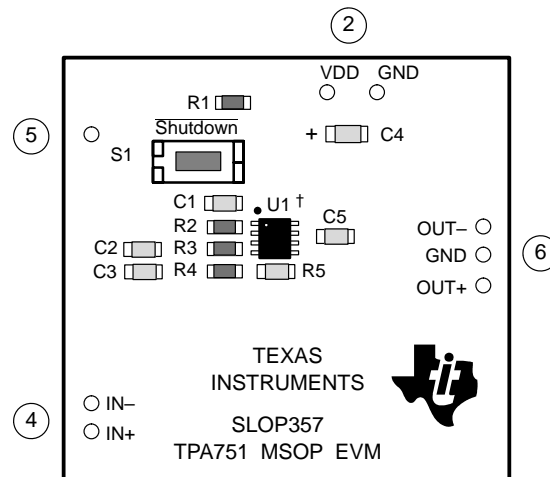 2
VDD GND
R1
5
Shutdown
+ C4
S1
C1
U1 †
R2
C5
OUT–
C2
R3
GND
6
C3
R4
R5
OUT+
TEXAS
INSTRUMENTS
ti
4
IN–
IN+
SLOP357
TPA751 MSOP EVM